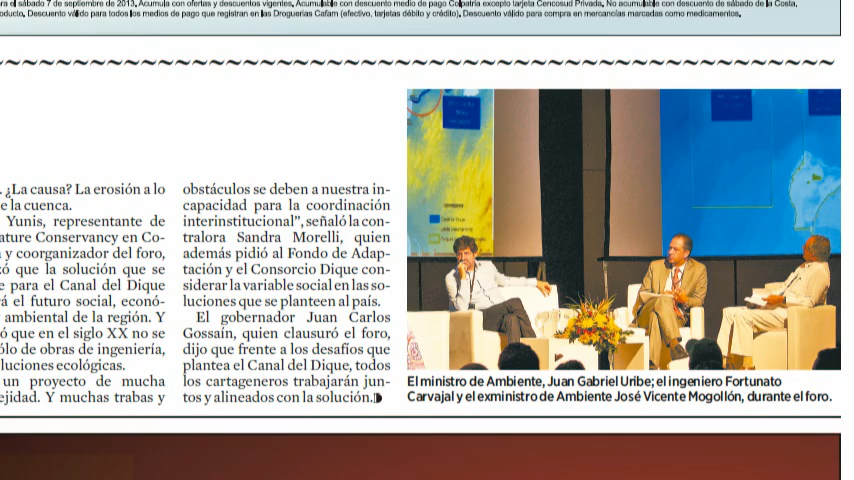 ra el sábado 7 de septiembre de 2013. Acumula con ofertas y descuentos vigentes. Acumulable con descuento medio de pago Colpatria excepto tarjeta Cencosud Privada. No acumulable con descuento de sábado de la Costa,
oducto. Descuento válido para todos los medios de pago que registran en las Droguerías Cafam (efectivo, tarjetas débito y crédito). Descuento válido para compra en mercancías marcadas como medicamentos.
. ¿La causa? La erosión a lo
e la cuenca.
Yunis, representante de
ature Conservancy en Co-
y coorganizador del foro,
ó que la solución que se
e para el Canal del Dique
á el futuro social, econó-
ambiental de la región. Y
ó que en el siglo XX no se
ólo de obras de ingeniería,
luciones ecológicas.
un proyecto de mucha
ejidad. Y muchas trabas y
obstáculos se deben a nuestra in-
capacidad para la coordinación
interinstitucional”, señaló la con-
tralora Sandra Morelli, quien
además pidió al Fondo de Adap-
tación y el Consorcio Dique con-
siderar la variable social en las so-
luciones que se planteen al país.
El gobernador Juan Carlos
Gossaín, quien clausuró el foro,
dijo que frente a los desafíos que
plantea el Canal del Dique, todos
los cartageneros trabajarán jun-
tos y alineados con la solución.
El ministro de Ambiente, Juan Gabriel Uribe; el ingeniero Fortunato
Carvajal y el exministro de Ambiente José Vicente Mogollón, durante el foro.